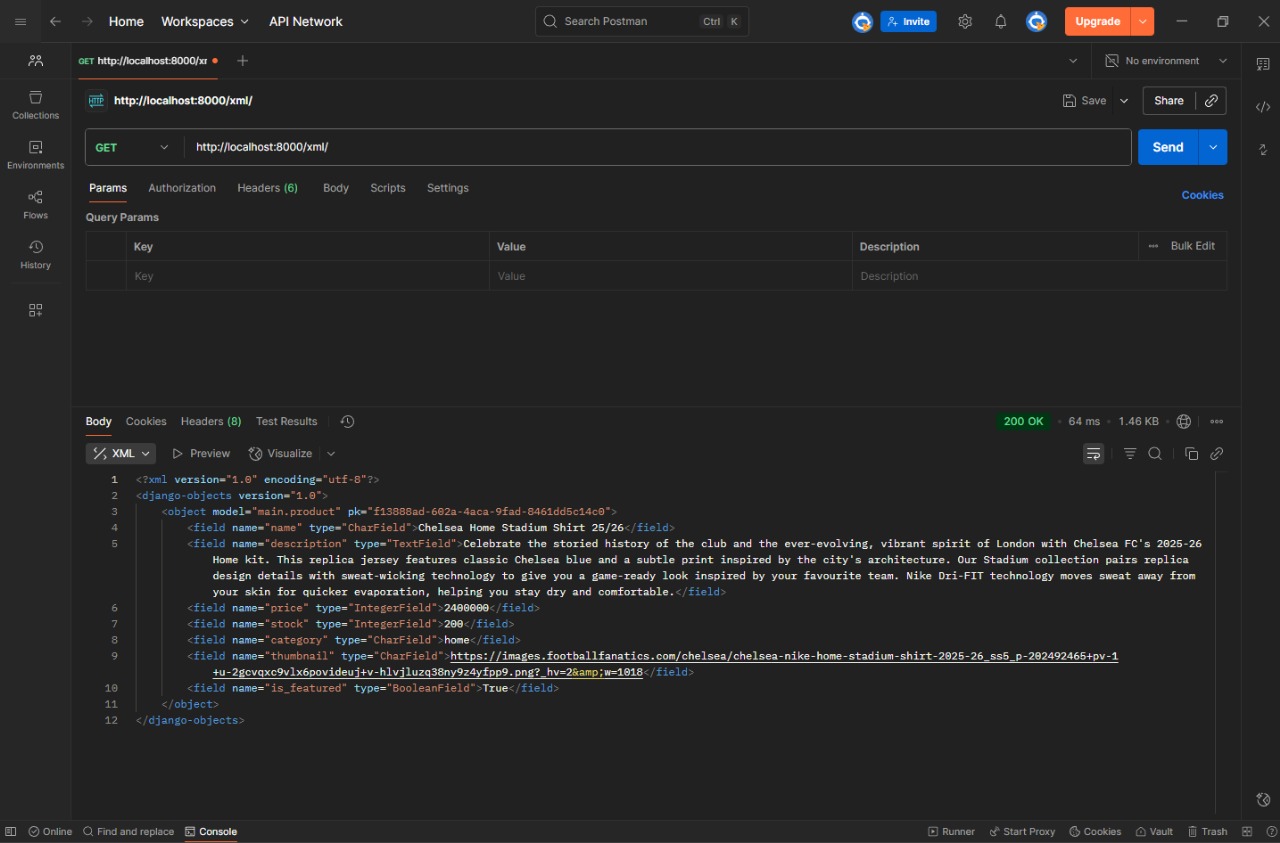 Home Workspaces API Network Search Postman Ctrl K Invite Upgrade
GET http://localhost:8000/xr No environment
HTTP http://localhost:8000/xml/ Save Share
GET http://localhost:8000/xml/ Send
Params Authorization Headers (6) Body Scripts Settings Cookies
Query Params
Key Value Description Bulk Edit
Key Value Description
Collections
Environments
Flows
History
Body Cookies Headers (8) Test Results 200 OK 64 ms 1.46 KB
XML Preview Visualize
1 <?xml version="1.0" encoding="utf-8"?>
2 <django-objects version="1.0">
3 <object model="main.product" pk="f13888ad-602a-4aca-9fad-8461dd5c14c0">
4 <field name="name" type="CharField">Chelsea Home Stadium Shirt 25/26</field>
5 <field name="description" type="TextField">Celebrate the storied history of the club and the ever-evolving, vibrant spirit of London with Chelsea FC's 2025-26
Home kit. This replica jersey features classic Chelsea blue and a subtle print inspired by the city's architecture. Our Stadium collection pairs replica
design details with sweat-wicking technology to give you a game-ready look inspired by your favourite team. Nike Dri-FIT technology moves sweat away from
your skin for quicker evaporation, helping you stay dry and comfortable.</field>
6 <field name="price" type="IntegerField">2400000</field>
7 <field name="stock" type="IntegerField">200</field>
8 <field name="category" type="CharField">home</field>
9 <field name="thumbnail" type="CharField">https://images.footballfanatics.com/chelsea/chelsea-nike-home-stadium-shirt-2025-26_ss5_p-202492465+pv-1
+u-2gcvqxc9vlx6povideuj+v-hlvjluzq38ny9z4yfpp9.png?_hv=2&amp;w=1018</field>
10 <field name="is_featured" type="BooleanField">True</field>
11 </object>
12 </django-objects>
Online Find and replace Console Runner Start Proxy Cookies Vault Trash